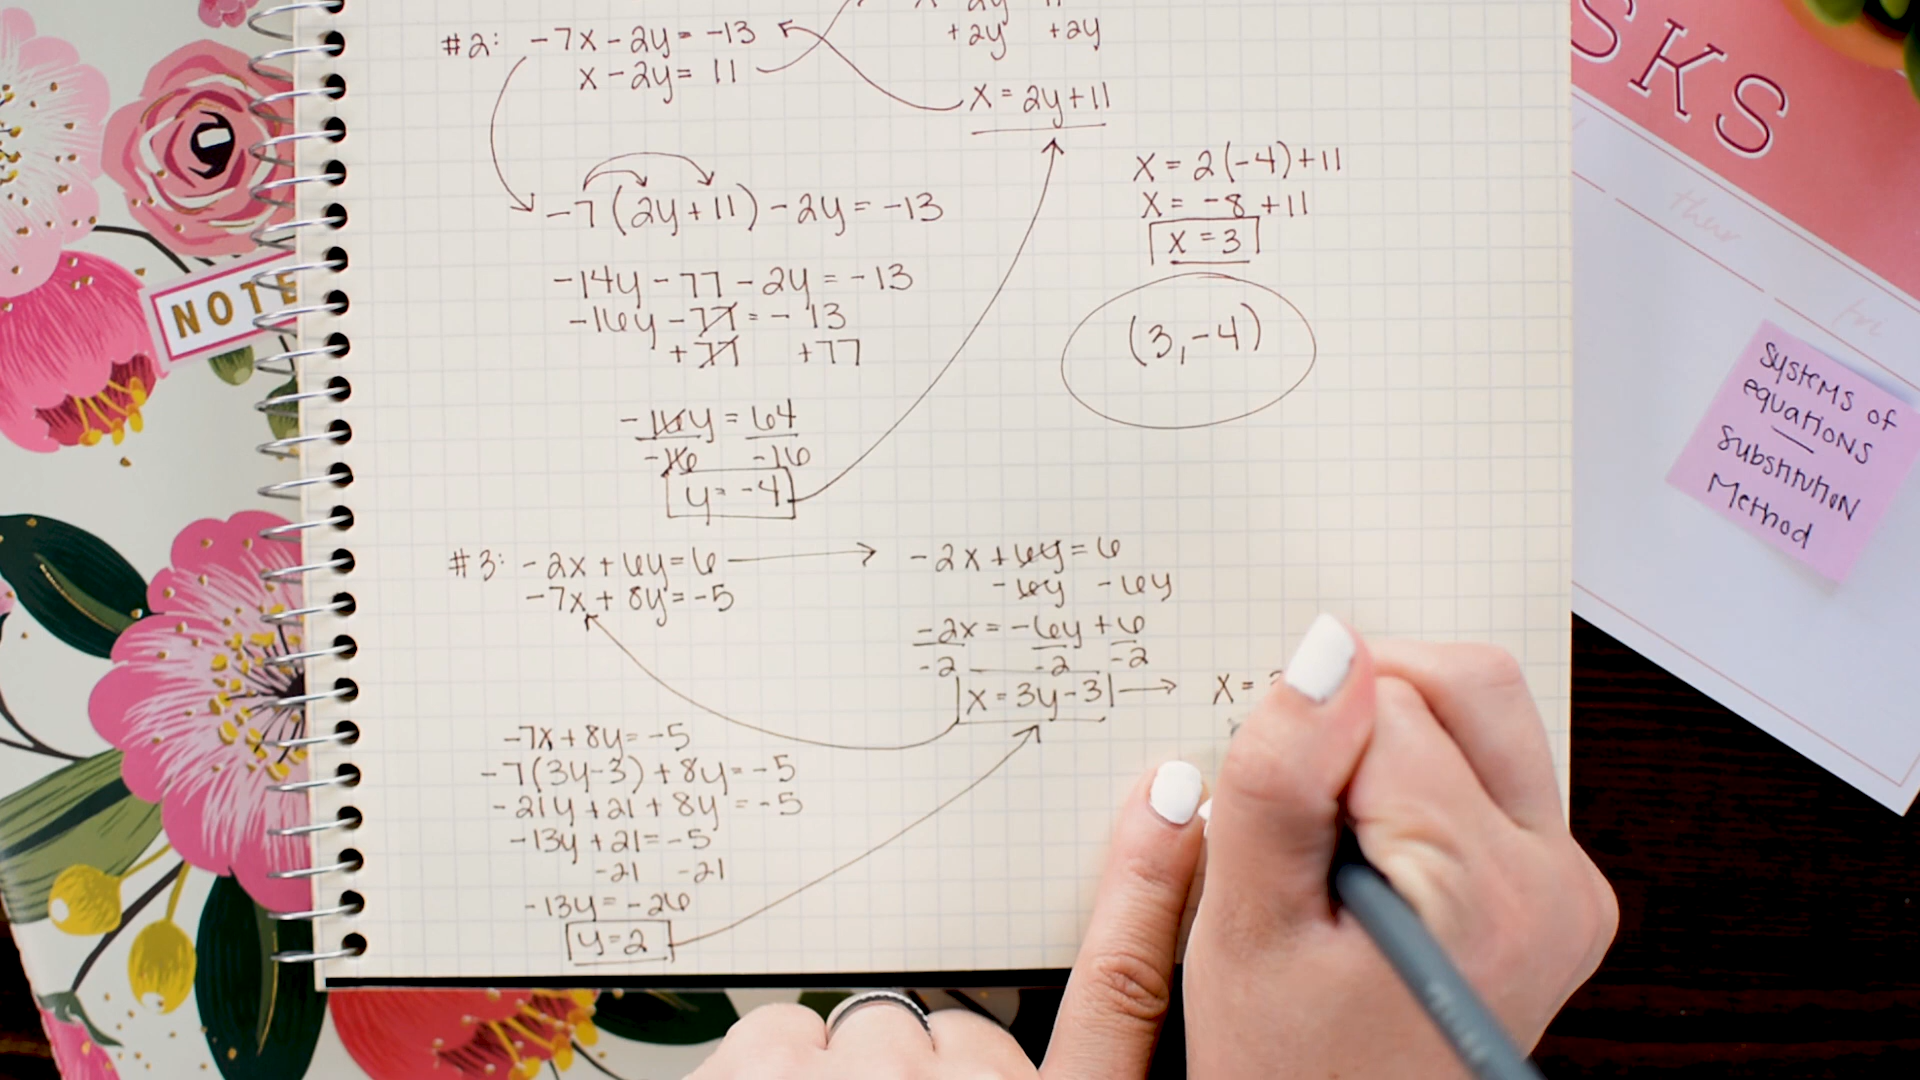 #2: -7x - 2y = -13
x - 2y = 11
+2y +2y
x = 2y + 11
-7(2y + 11) - 2y = -13
-14y - 77 - 2y = -13
-16y - 77 = -13
+77 +77
-16y = 64
-16 -16
y = -4
x = 2(-4) + 11
x = -8 + 11
x = 3
(3, -4)
#3: -2x + 6y = 6
-7x + 8y = -5
-2x + 6y = 6
-6y -6y
-2x = -6y + 6
-2 -2 -2
x = 3y - 3
x =
-7x + 8y = -5
-7(3y - 3) + 8y = -5
-21y + 21 + 8y = -5
-13y + 21 = -5
-21 -21
-13y = -26
y = 2
NOTE
SKS
thur
fri
systems of
equations
substitution
Method